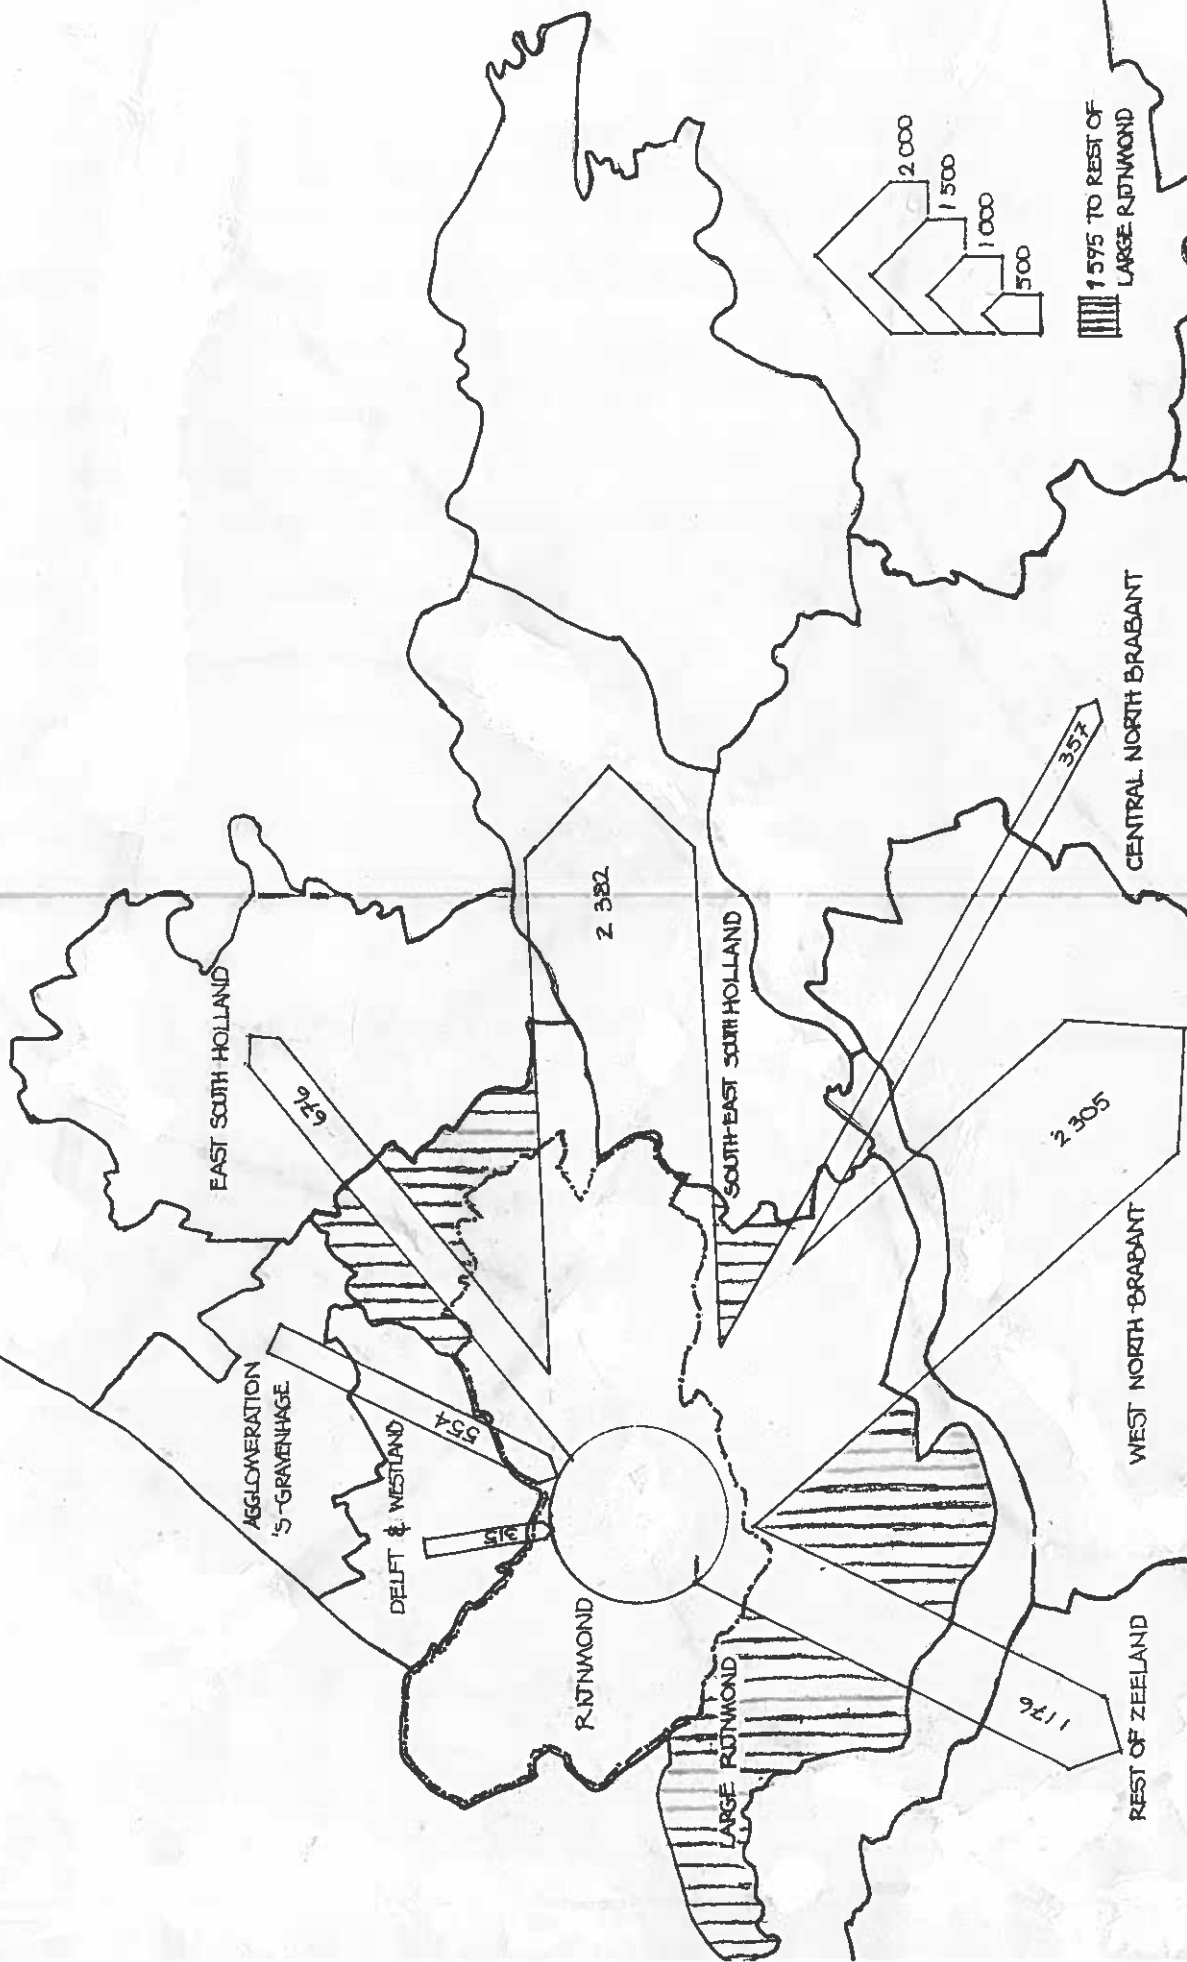 EAST SOUTH HOLLAND
676
AGGLOMERATION
'S-GRAVENHAGE
554
DELFT & WESTLAND
315
RIJNMOND
2 382
SOUTH-EAST SOUTH HOLLAND
LARGE RIJNMOND
357
CENTRAL NORTH BRABANT
2 305
WEST NORTH-BRABANT
1176
REST OF ZEELAND
2 000
1 500
1 000
500
1 595 TO REST OF
LARGE RIJNMOND